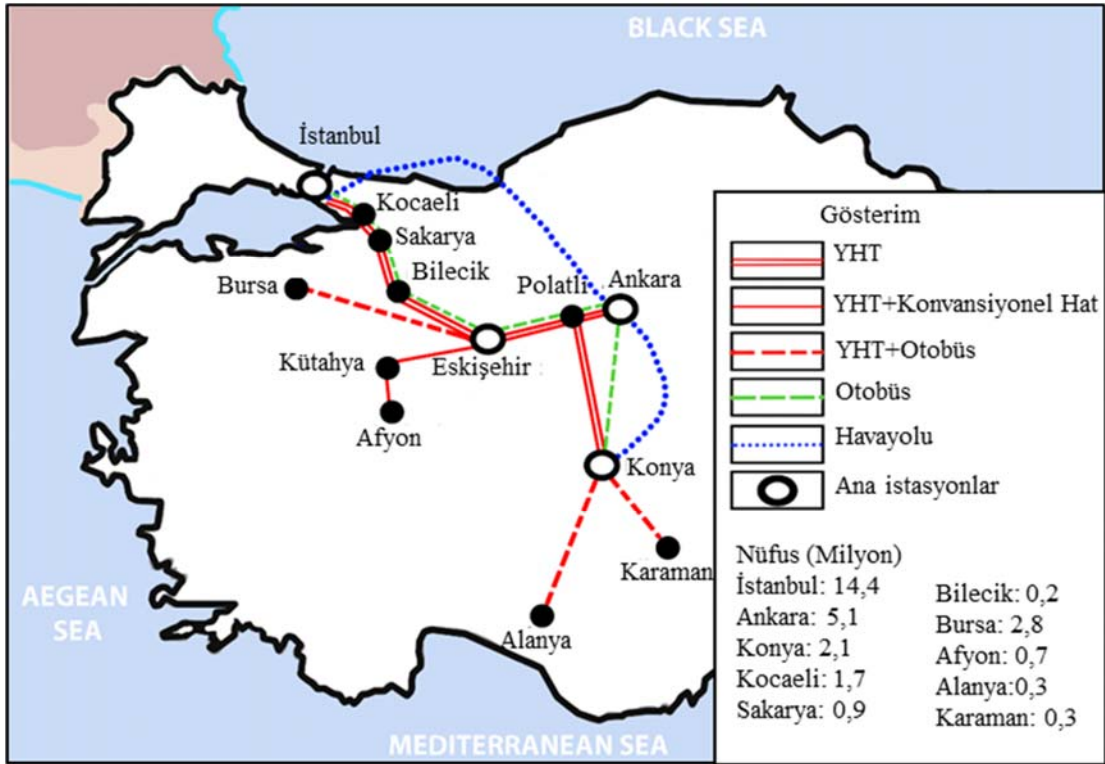 BLACK SEA
İstanbul
Kocaeli
Sakarya
Bilecik
Bursa
Polatli
Ankara
Kütahya
Eskişehir
Afyon
Konya
Karaman
Alanya
AEGEAN
SEA
MEDITERRANEAN SEA
Gösterim
YHT
YHT+Konvansiyonel Hat
YHT+Otobüs
Otobüs
Havayolu
Ana istasyonlar
Nüfus (Milyon)
İstanbul: 14,4
Ankara: 5,1
Konya: 2,1
Kocaeli: 1,7
Sakarya: 0,9
Bilecik: 0,2
Bursa: 2,8
Afyon: 0,7
Alanya:0,3
Karaman: 0,3